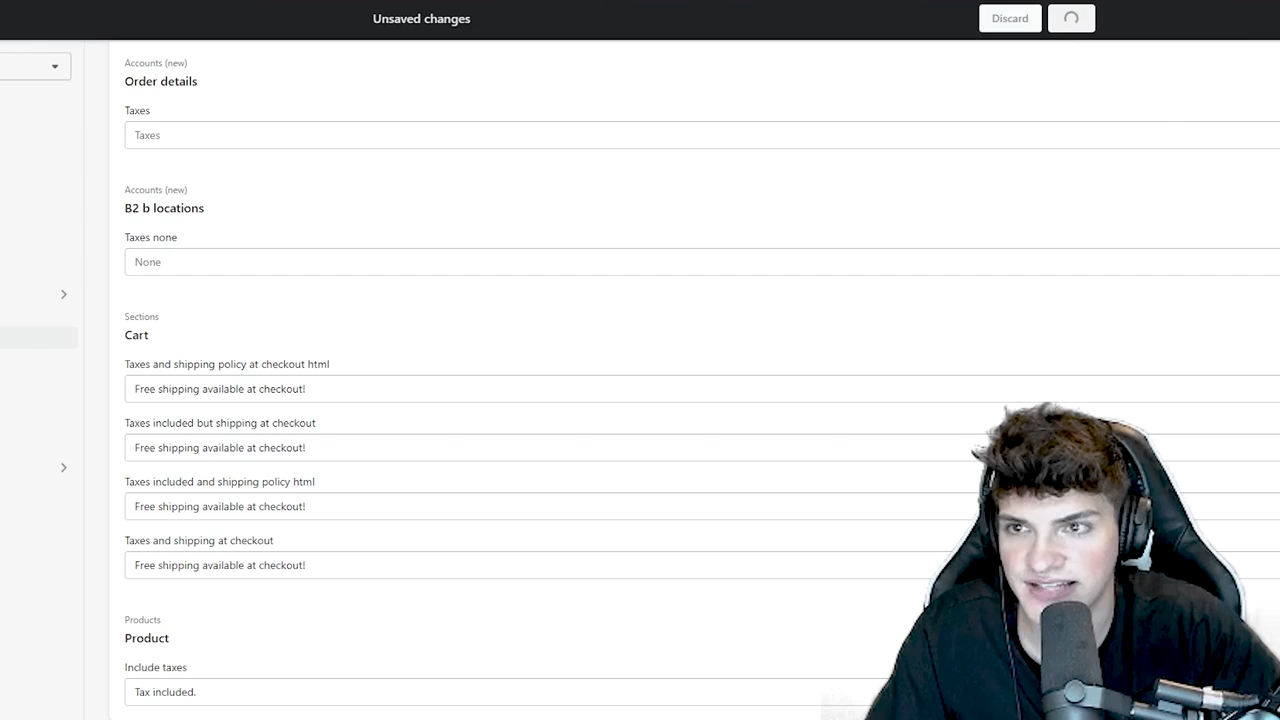 Unsaved changes
Discard
Accounts (new)
Order details
Taxes
Taxes
Accounts (new)
B2 b locations
Taxes none
None
Sections
Cart
Taxes and shipping policy at checkout html
Free shipping available at checkout!
Taxes included but shipping at checkout
Free shipping available at checkout!
Taxes included and shipping policy html
Free shipping available at checkout!
Taxes and shipping at checkout
Free shipping available at checkout!
Products
Product
Include taxes
Tax included.